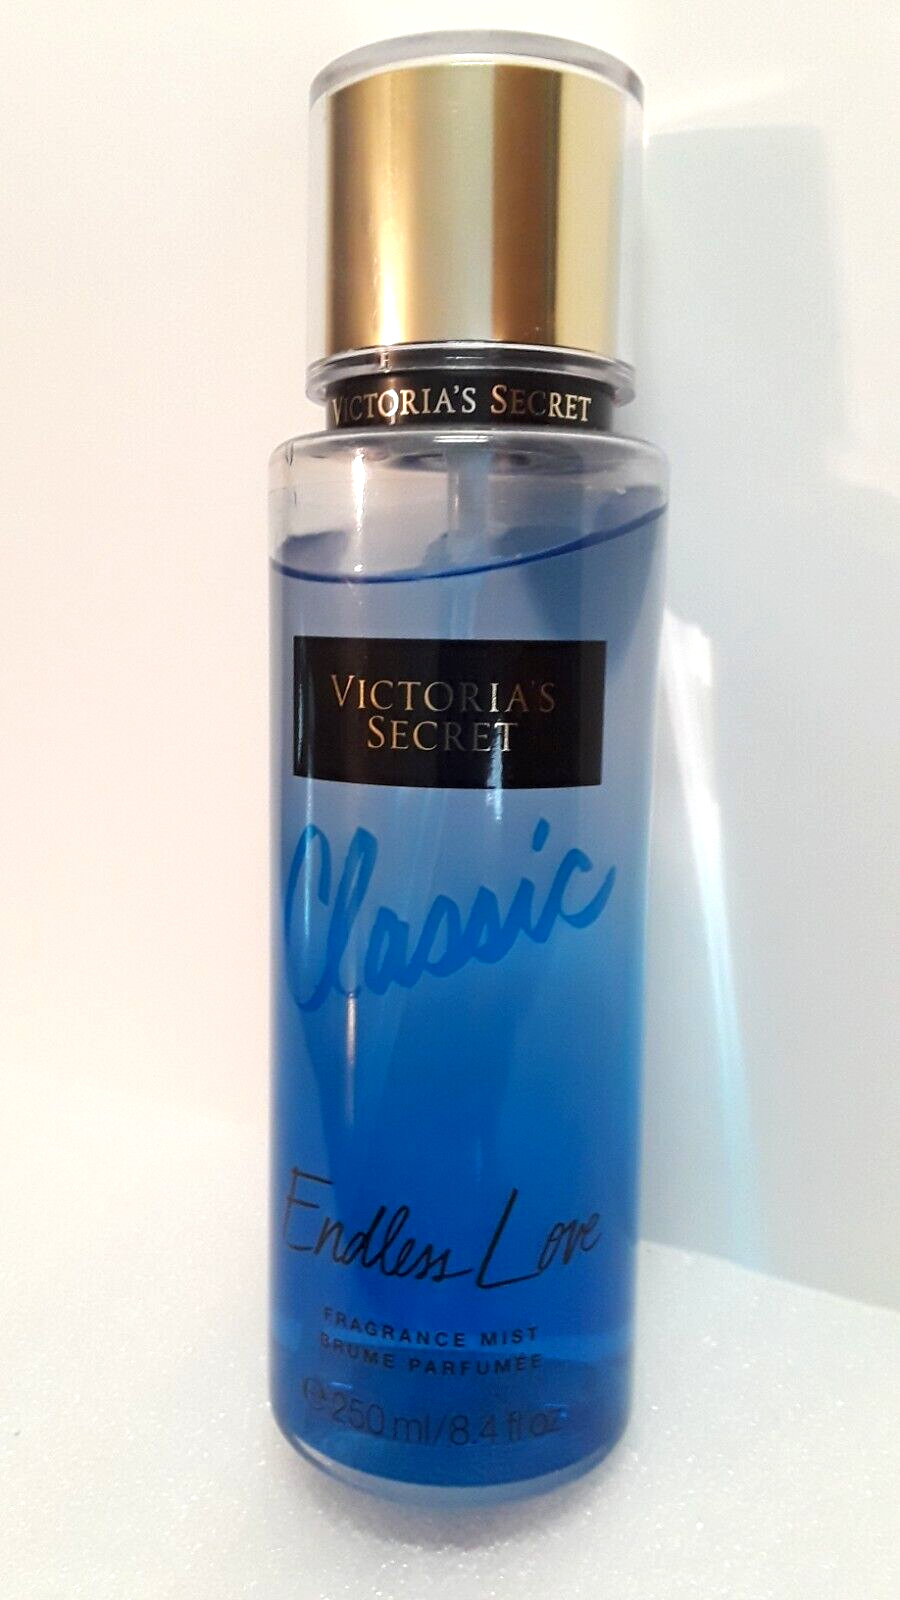 VICTORIA'S SECRET
VICTORIA'S
SECRET
Classic
Endless Love
FRAGRANCE MIST
BRUME PARFUMÉE
℮ 250 ml/8.4 fl oz